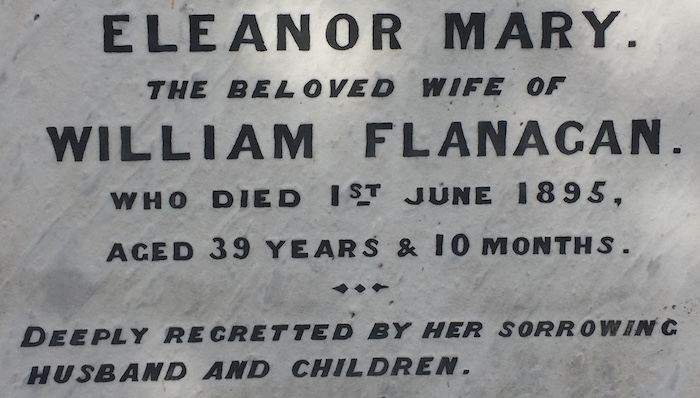 ELEANOR MARY.
THE BELOVED WIFE OF
WILLIAM FLANAGAN.
WHO DIED 1ST JUNE 1895,
AGED 39 YEARS & 10 MONTHS.
DEEPLY REGRETTED BY HER SORROWING
HUSBAND AND CHILDREN.